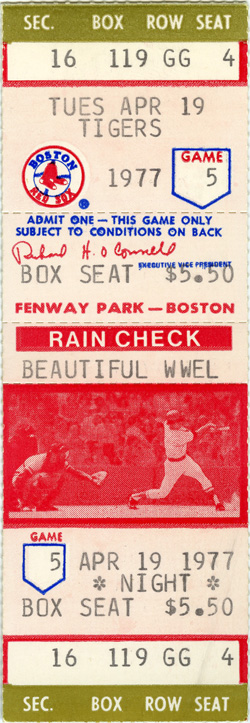 SEC. BOX ROW SEAT
16 119 GG 4
TUES APR 19
TIGERS
BOSTON
RED SOX
®
1977
GAME
5
ADMIT ONE — THIS GAME ONLY
SUBJECT TO CONDITIONS ON BACK
Richard H. O'Connell
EXECUTIVE VICE PRESIDENT
BOX SEAT $5.50
FENWAY PARK — BOSTON
RAIN CHECK
BEAUTIFUL WWEL
GAME
5
APR 19 1977
* NIGHT *
BOX SEAT $5.50
16 119 GG 4
SEC. BOX ROW SEAT